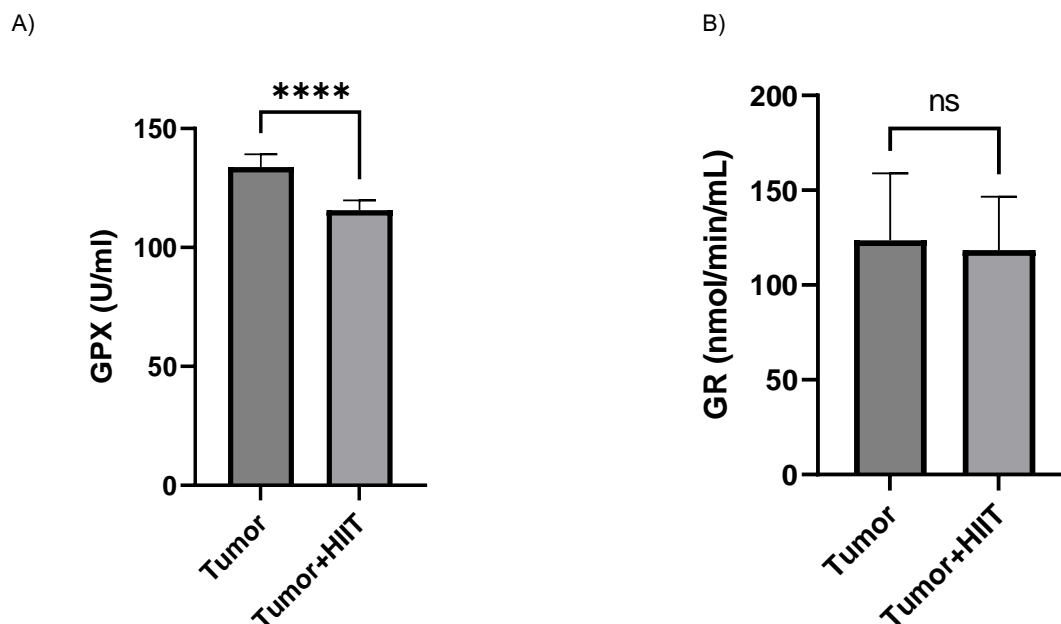 A)
B)
****
150
100
50
0
GPX (U/ml)
Tumor
Tumor+HIIT
ns
200
150
100
50
0
GR (nmol/min/mL)
Tumor
Tumor+HIIT